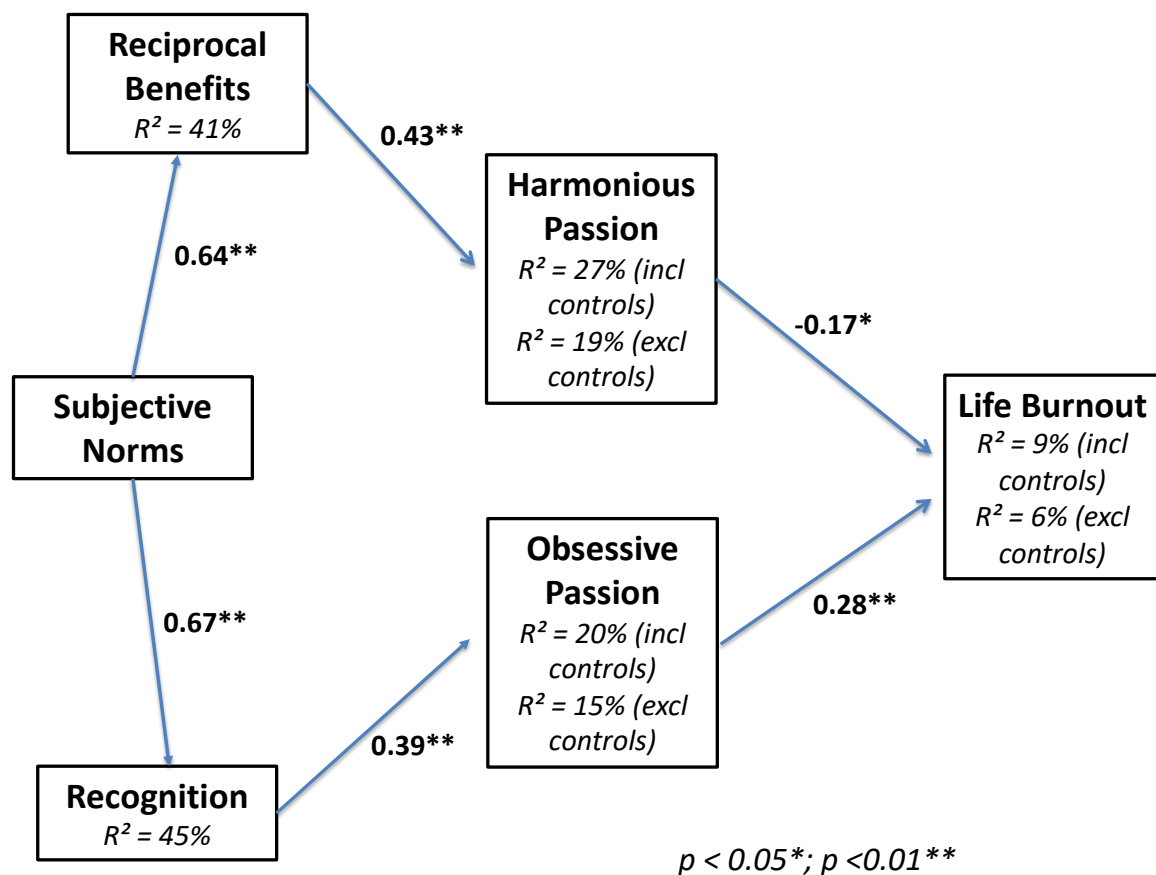 Reciprocal
Benefits
R² = 41%
0.43**
Harmonious
Passion
R² = 27% (incl
controls)
R² = 19% (excl
controls)
0.64**
-0.17*
Subjective
Norms
Life Burnout
R² = 9% (incl
controls)
R² = 6% (excl
controls)
Obsessive
Passion
R² = 20% (incl
controls)
R² = 15% (excl
controls)
0.28**
0.67**
0.39**
Recognition
R² = 45%
p < 0.05*; p <0.01**